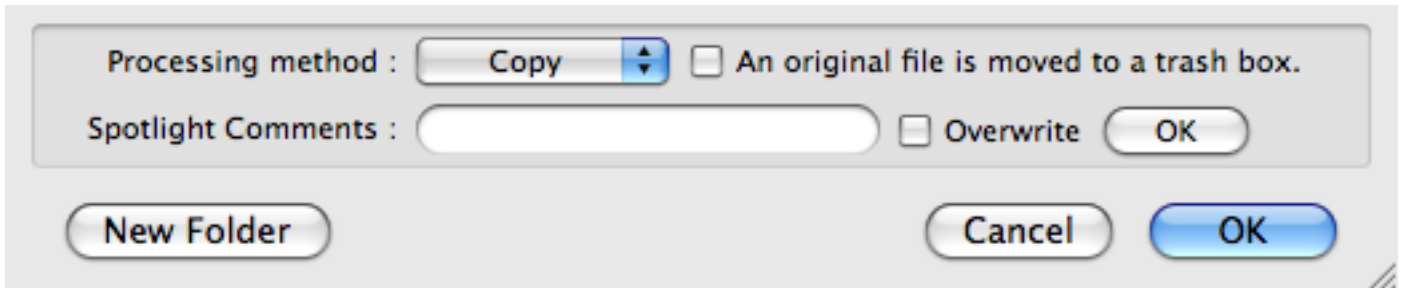 Processing method : Copy An original file is moved to a trash box.
Spotlight Comments : Overwrite OK
New Folder Cancel OK